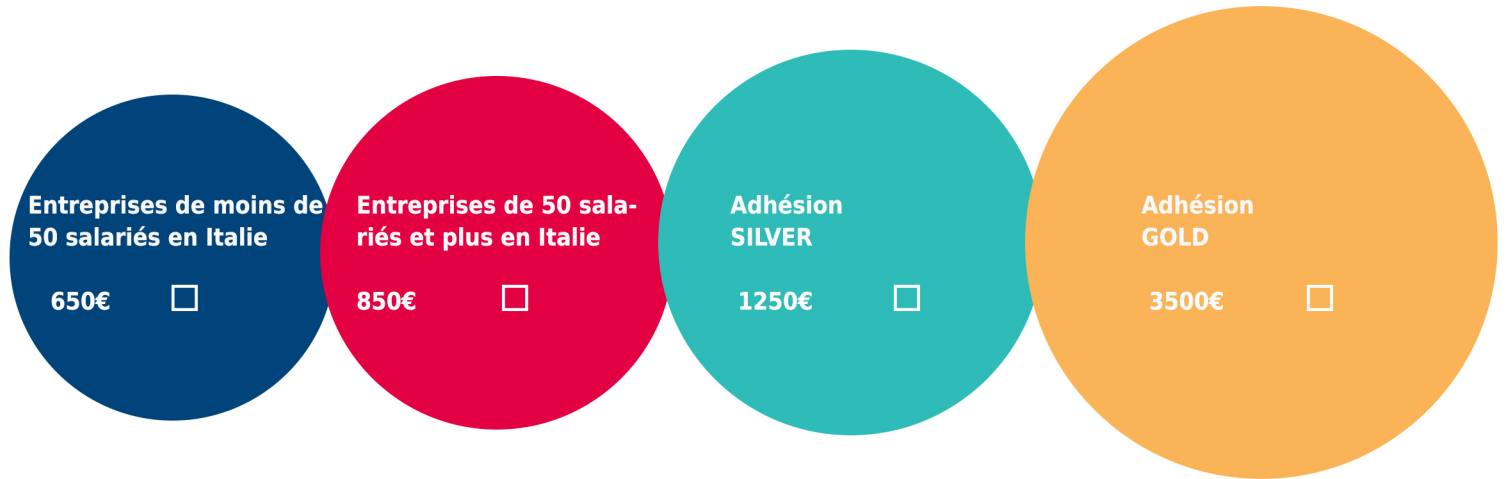 Entreprises de moins de
50 salariés en Italie
650€
Entreprises de 50 sala-
riés et plus en Italie
850€
Adhésion
SILVER
1250€
Adhésion
GOLD
3500€